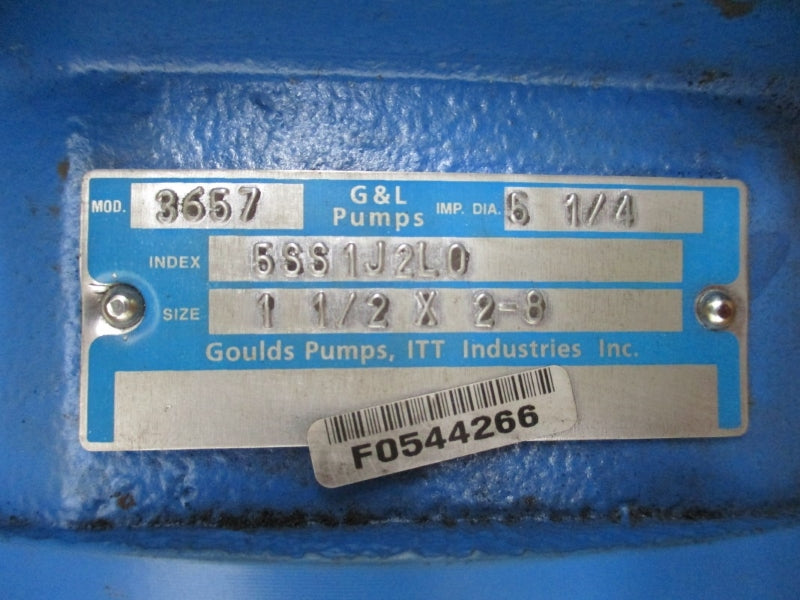 MOD. 3657 G&L Pumps IMP. DIA. 6 1/4
INDEX 5SS1J2L0
SIZE 1 1/2 X 2-8
Goulds Pumps, ITT Industries Inc.
F0544266